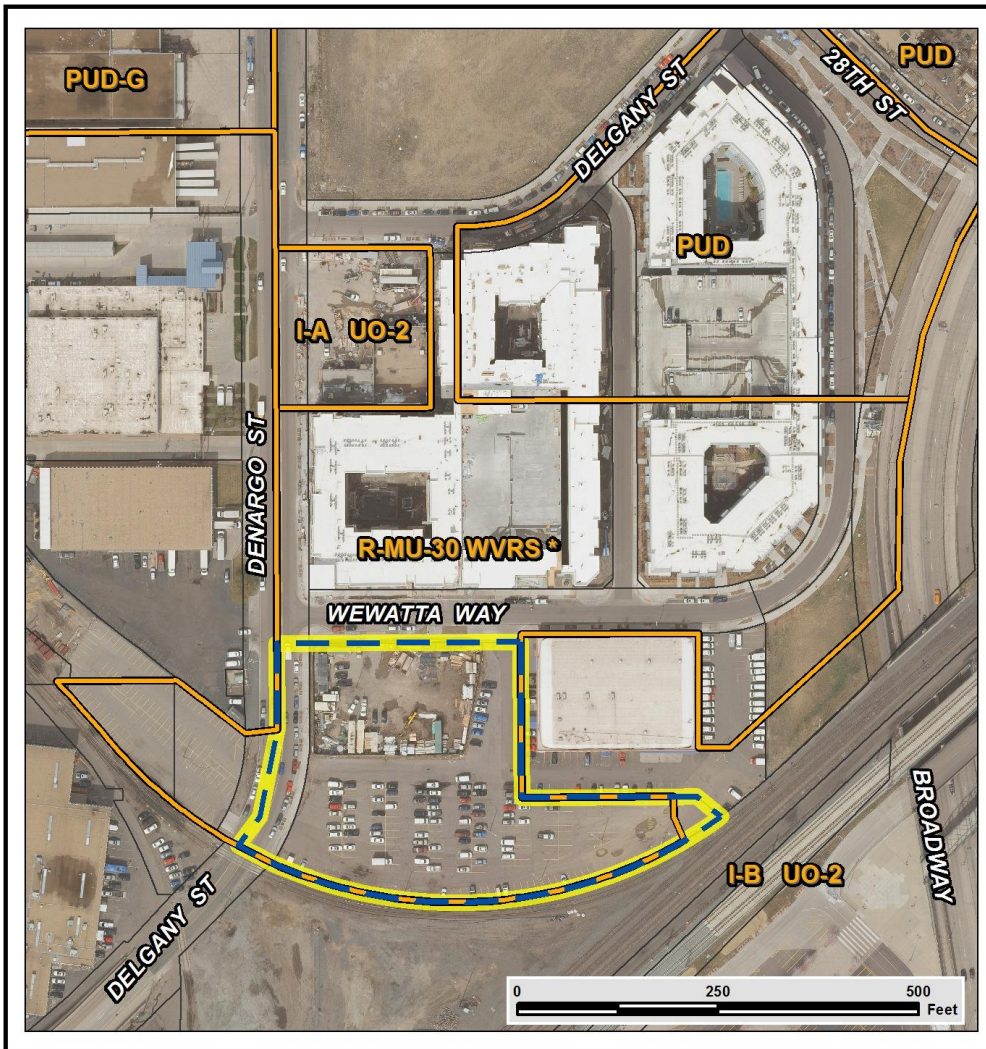 PUD-G
PUD
28TH ST
DELGANY ST
PUD
I-A UO-2
DENARGO ST
R-MU-30 WVRS *
WEWATTA WAY
BROADWAY
I-B UO-2
DELGANY ST
0 250 500
Feet